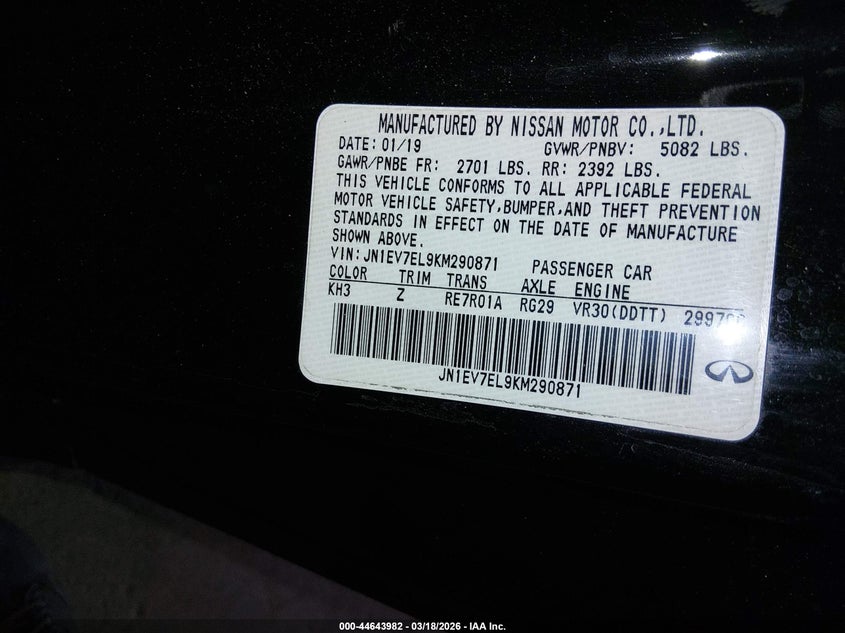 MANUFACTURED BY NISSAN MOTOR CO.,LTD.
DATE: 01/19 GVWR/PNBV: 5082 LBS.
GAWR/PNBE FR: 2701 LBS. RR: 2392 LBS.
THIS VEHICLE CONFORMS TO ALL APPLICABLE FEDERAL
MOTOR VEHICLE SAFETY,BUMPER,AND THEFT PREVENTION
STANDARDS IN EFFECT ON THE DATE OF MANUFACTURE
SHOWN ABOVE.
VIN: JN1EV7EL9KM290871 PASSENGER CAR
COLOR TRIM TRANS AXLE ENGINE
KH3 Z RE7R01A RG29 VR30(DDTT)
JN1EV7EL9KM290871
000-44643982 - 03/18/2026 - IAA Inc.